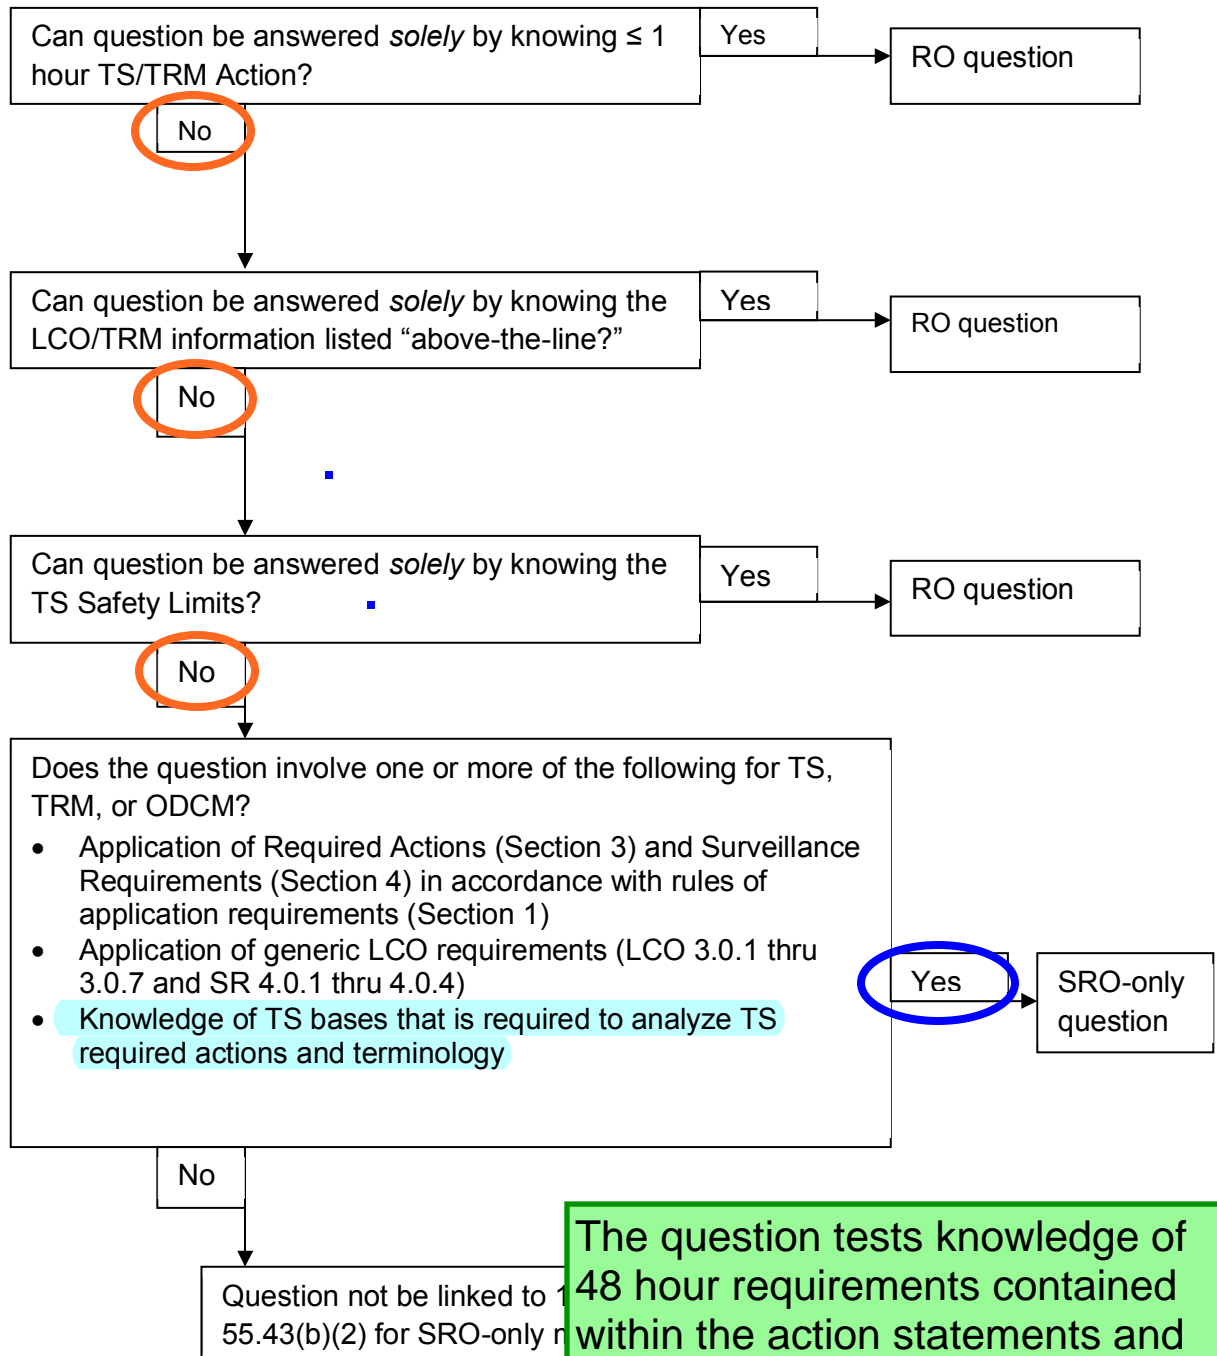 Can question be answered solely by knowing ≤ 1
hour TS/TRM Action?
Yes
RO question
No
Can question be answered solely by knowing the
LCO/TRM information listed “above-the-line?”
Yes
RO question
No
Can question be answered solely by knowing the
TS Safety Limits?
Yes
RO question
No
Does the question involve one or more of the following for TS,
TRM, or ODCM?
• Application of Required Actions (Section 3) and Surveillance
Requirements (Section 4) in accordance with rules of
application requirements (Section 1)
• Application of generic LCO requirements (LCO 3.0.1 thru
3.0.7 and SR 4.0.1 thru 4.0.4)
• Knowledge of TS bases that is required to analyze TS
required actions and terminology
Yes
SRO-only
question
No
Question not be linked to
55.43(b)(2) for SRO-only
The question tests knowledge of
48 hour requirements contained
within the action statements and